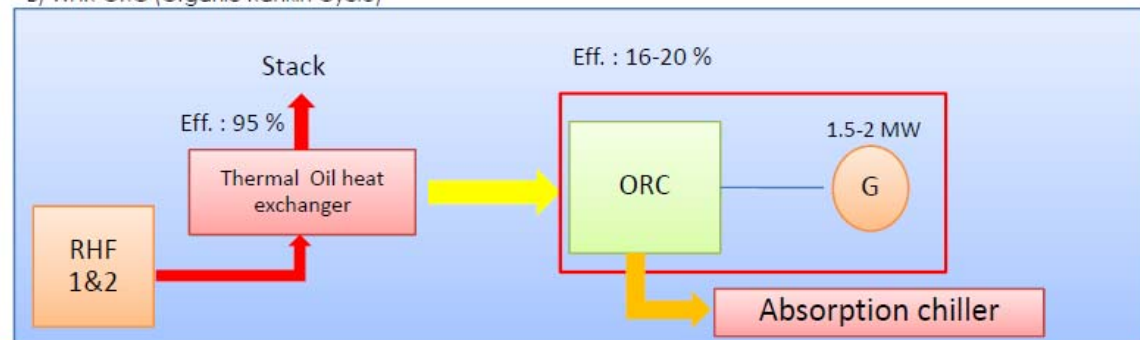 Stack
Eff. : 16-20 %
Eff. : 95 %
1.5-2 MW
Thermal Oil heat
exchanger
ORC
G
RHF
1&2
Absorption chiller